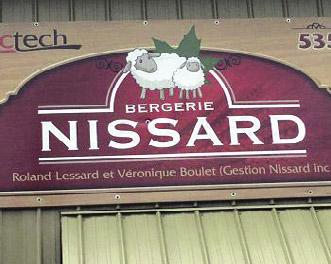 ctech
535
BERGERIE
NISSARD
Roland Lessard et Véronique Boulet (Gestion Nissard inc